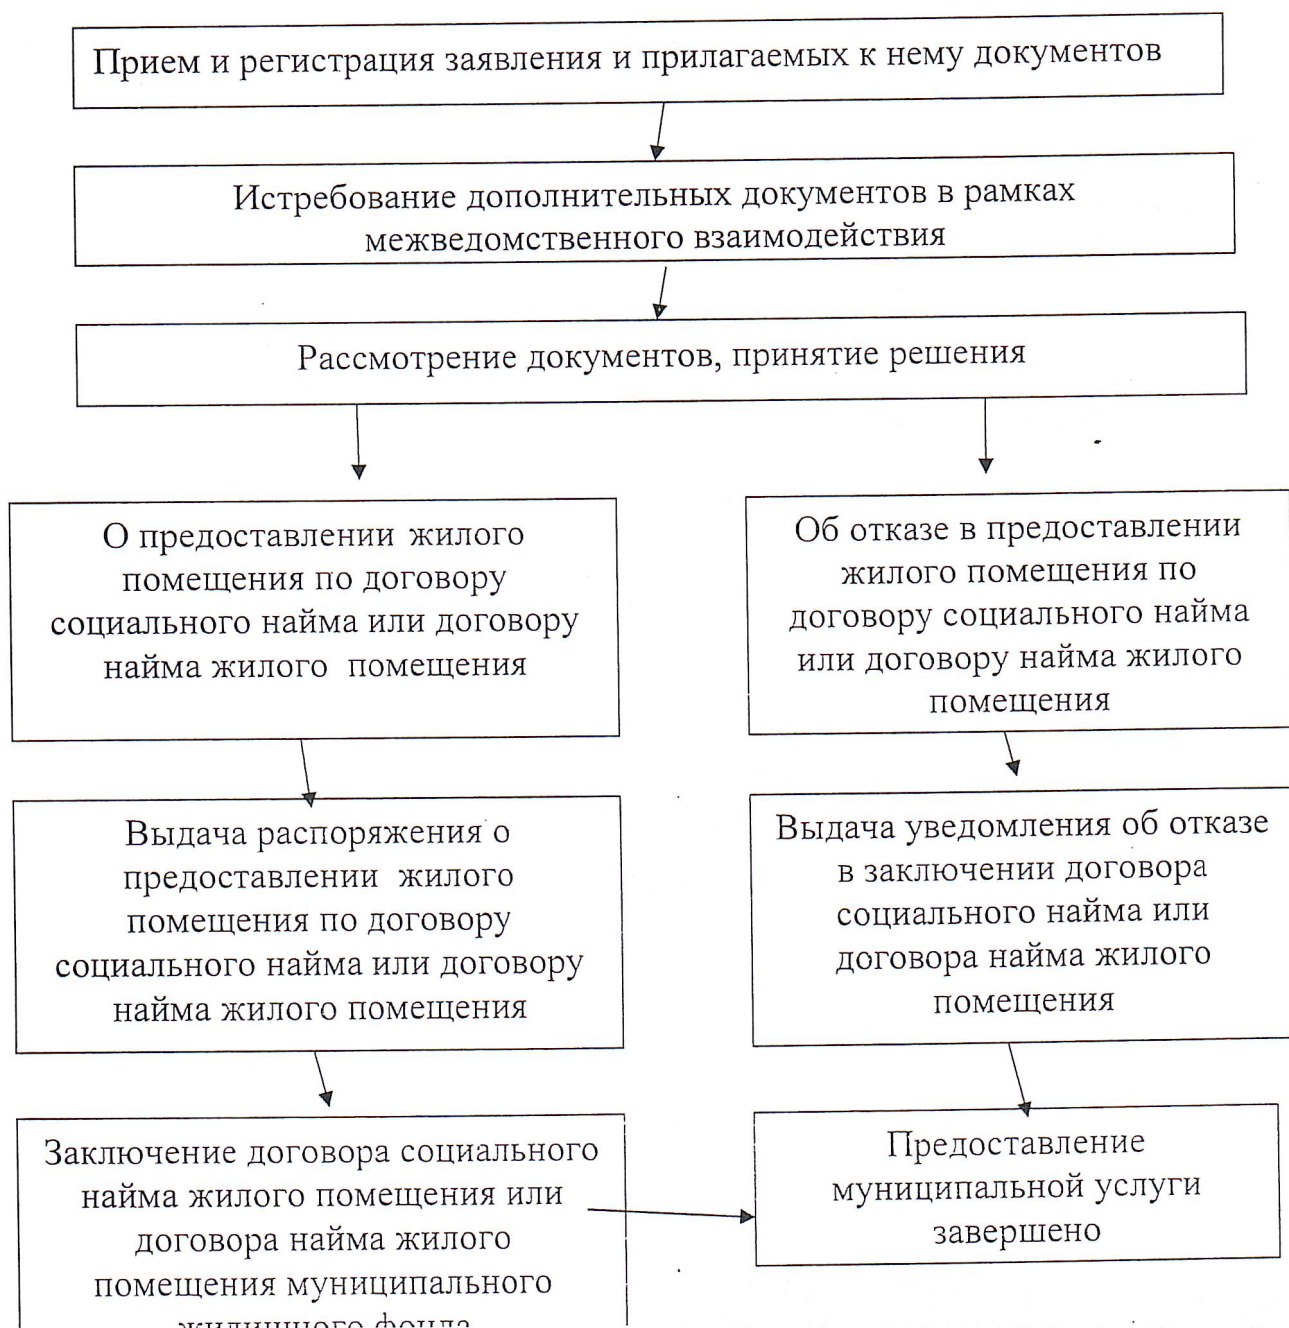 Прием и регистрация заявления и прилагаемых к нему документов
Истребование дополнительных документов в рамках
межведомственного взаимодействия
Рассмотрение документов, принятие решения
О предоставлении жилого
помещения по договору
социального найма или договору
найма жилого помещения
Об отказе в предоставлении
жилого помещения по
договору социального найма
или договору найма жилого
помещения
Выдача распоряжения о
предоставлении жилого
помещения по договору
социального найма или договору
найма жилого помещения
Выдача уведомления об отказе
в заключении договора
социального найма или
договора найма жилого
помещения
Заключение договора социального
найма жилого помещения или
договора найма жилого
помещения муниципального
жилищного фонда
Предоставление
муниципальной услуги
завершено